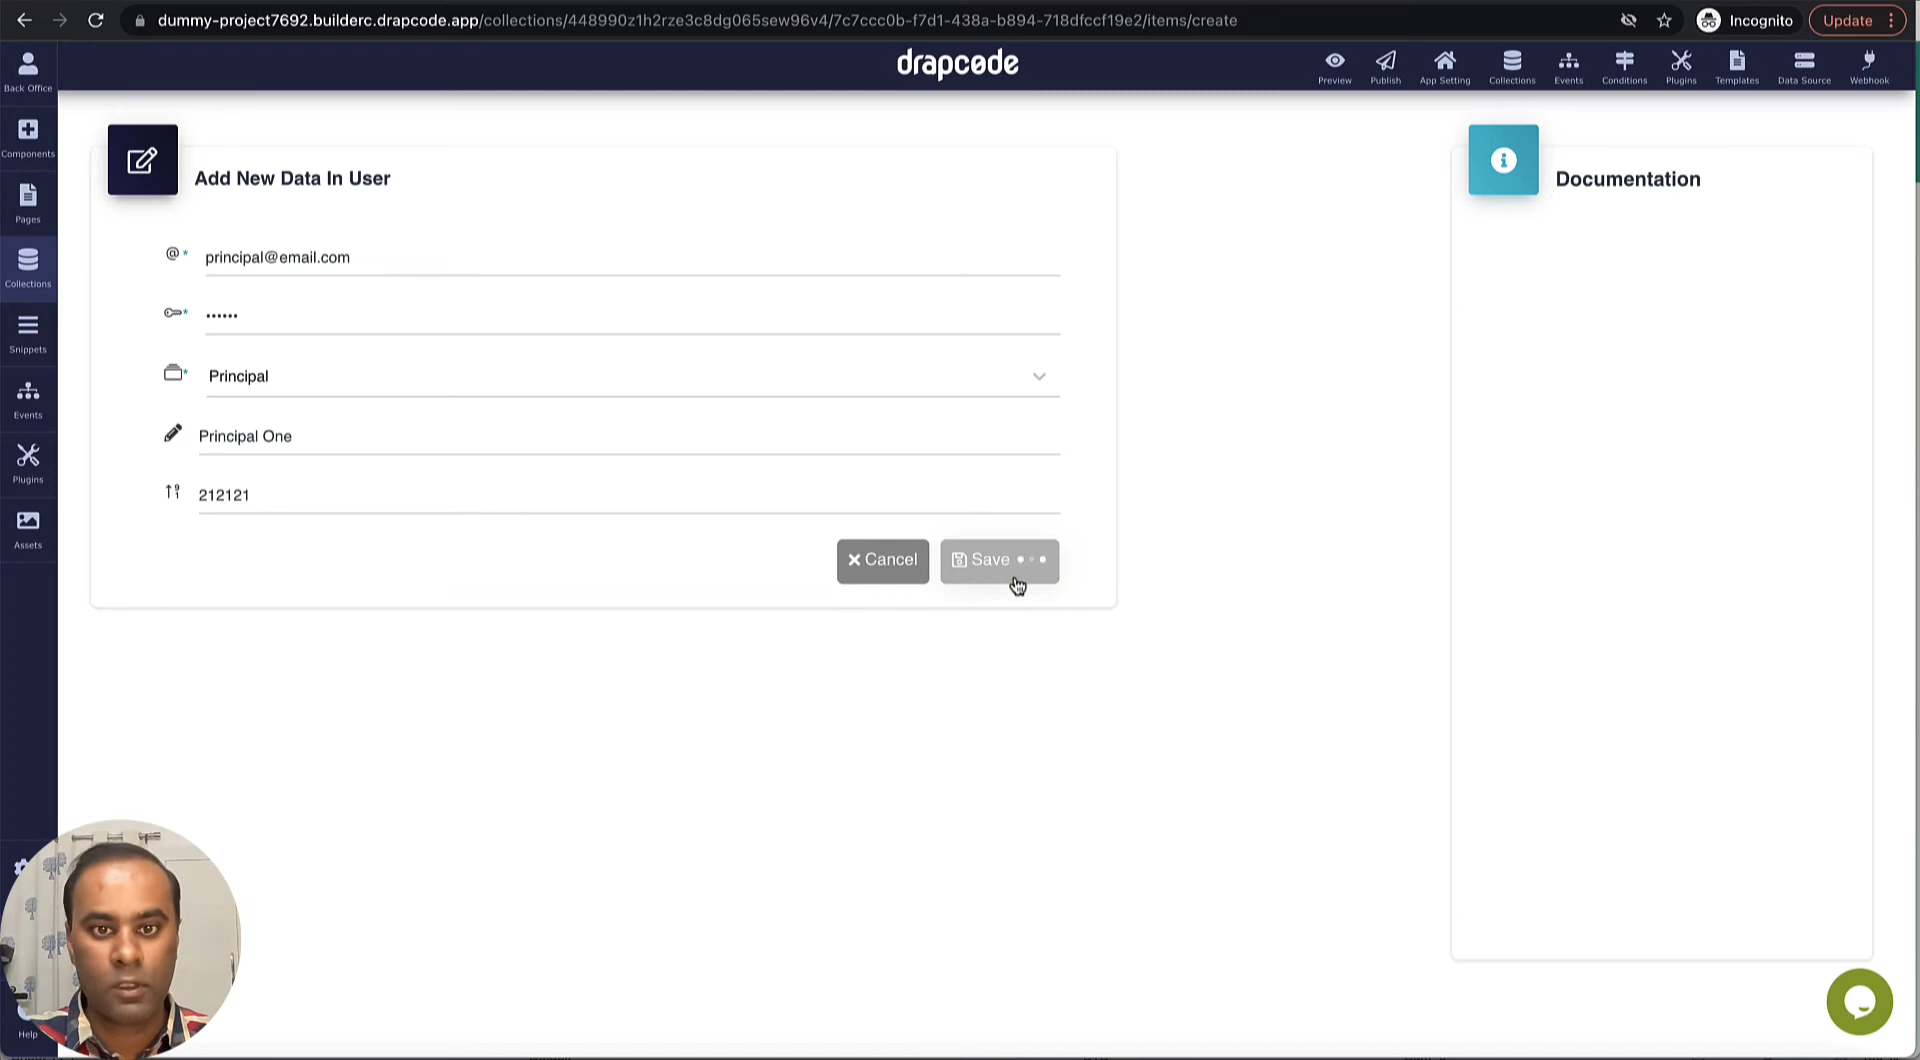 dummy-project7692.builderc.drapcode.app/collections/448990z1h2rze3c8dg065sew96v4/7c7ccc0b-f7d1-438a-b894-718dfccf19e2/items/create
Incognito
Update
Back Office
drapcode
Preview
Publish
App Setting
Collections
Events
Conditions
Plugins
Templates
Data Source
Webhook
Components
Pages
Collections
Snippets
Events
Plugins
Assets
Help
Add New Data In User
@ * principal@email.com
* ••••••
* Principal
Principal One
212121
Cancel
Save
Documentation